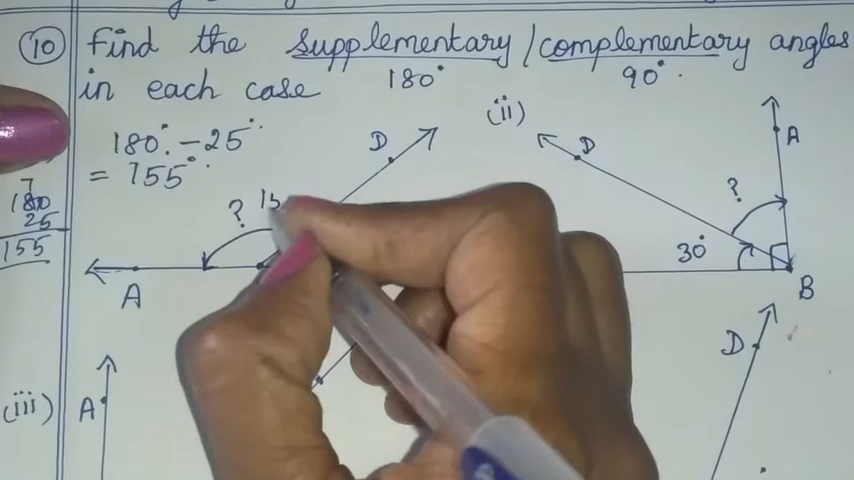 (10) Find the supplementary / complementary angles
180° 90°.
in each case
180° - 25°
= 155°.
7
180
25
155
? 15
D
A
(ii)
D
A
?
30°
B
(iii)
A
D